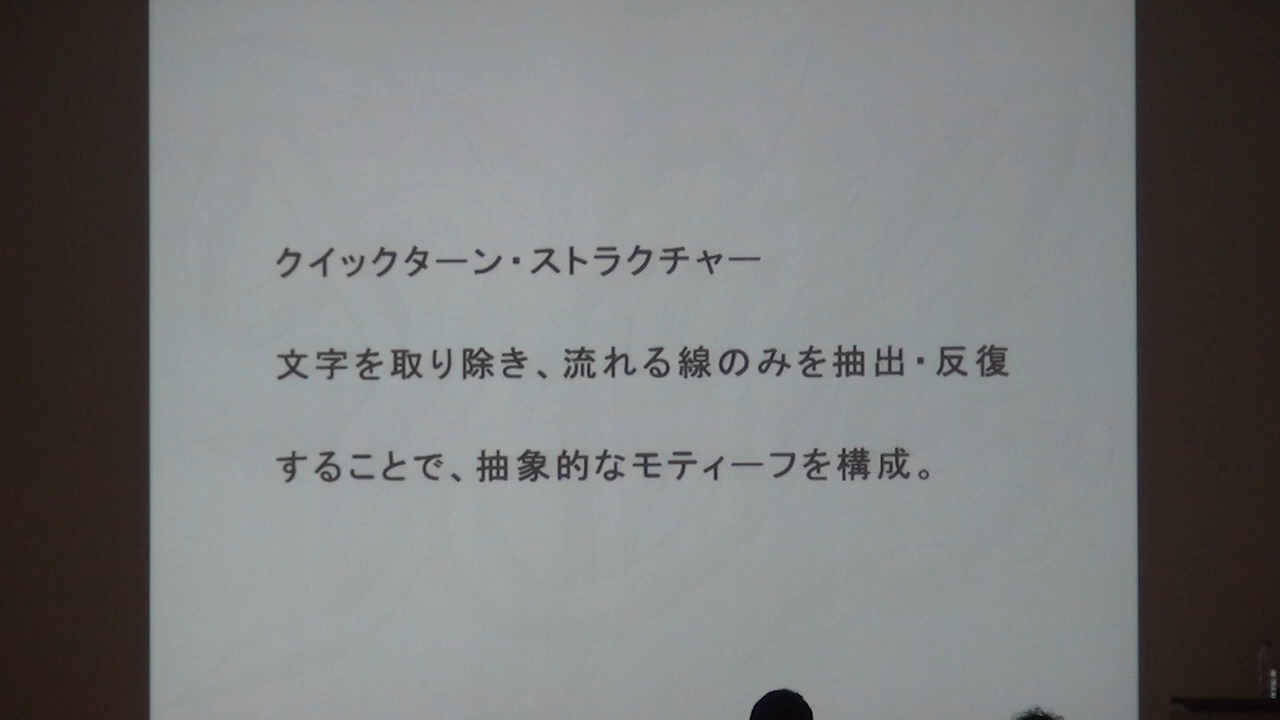 クイックターン・ストラクチャー
文字を取り除き、流れる線のみを抽出・反復
することで、抽象的なモティーフを構成。